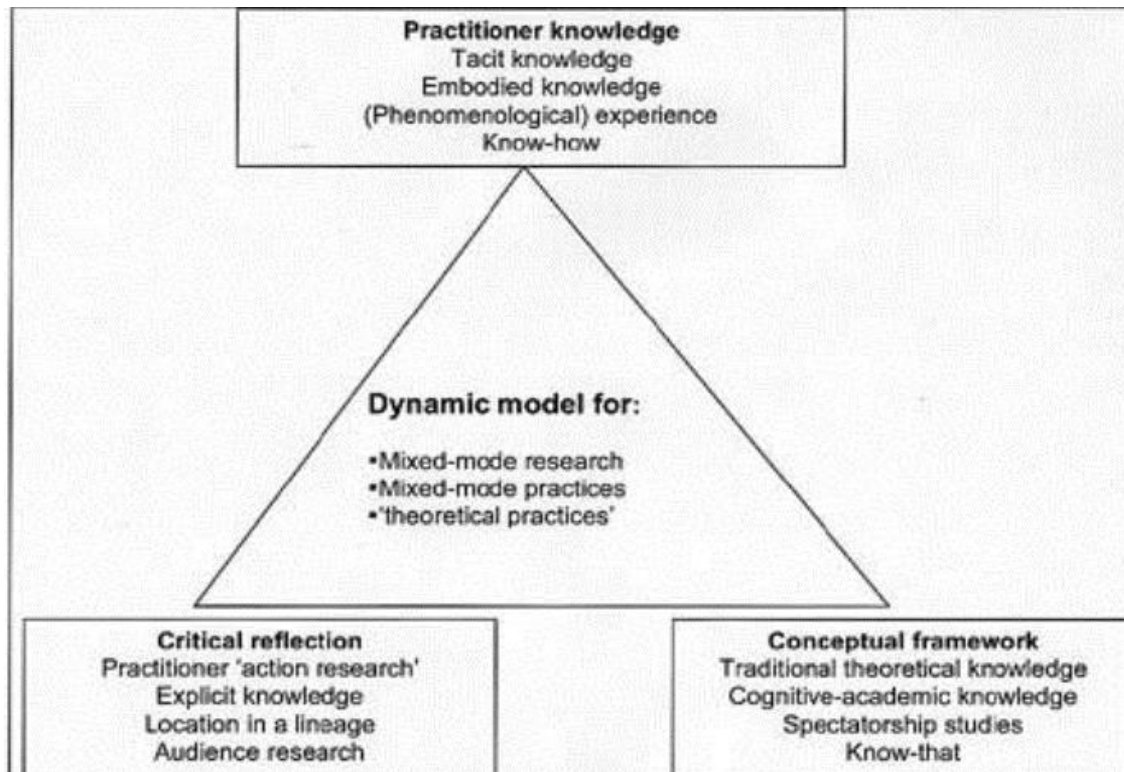 Practitioner knowledge
Tacit knowledge
Embodied knowledge
(Phenomenological) experience
Know-how
Dynamic model for:
•Mixed-mode research
•Mixed-mode practices
•'theoretical practices'
Critical reflection
Practitioner 'action research'
Explicit knowledge
Location in a lineage
Audience research
Conceptual framework
Traditional theoretical knowledge
Cognitive-academic knowledge
Spectatorship studies
Know-that